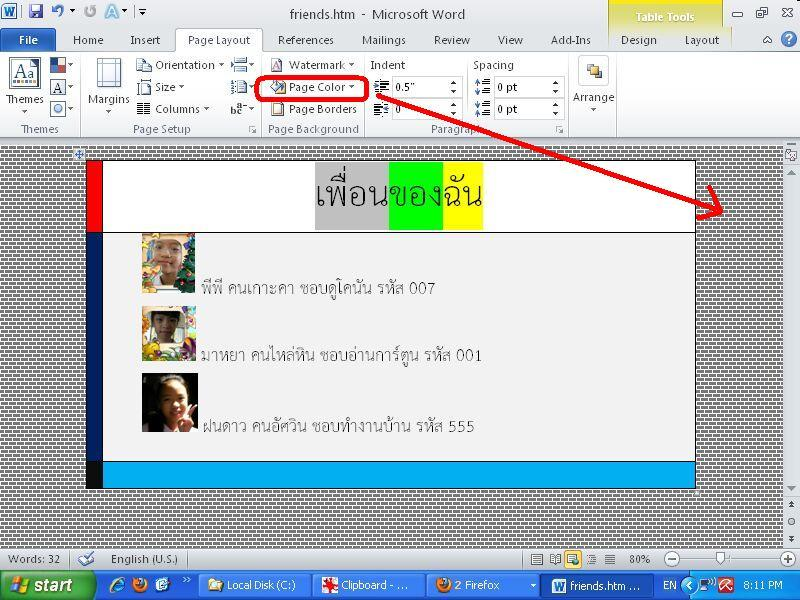 friends.htm - Microsoft Word
Table Tools
File Home Insert Page Layout References Mailings Review View Add-Ins Design Layout
Themes
Themes
Margins
Orientation
Size
Columns
Page Setup
Watermark
Page Color
Page Borders
Page Background
Indent
0.5"
0"
Spacing
0 pt
0 pt
Paragraph
Arrange
เพื่อนของฉัน
พีพี คนเกาะคา ชอบดูโคนัน รหัส 007
มาหยา คนไหล่หิน ชอบอ่านการ์ตูน รหัส 001
ฝนดาว คนอัศวิน ชอบทำงานบ้าน รหัส 555
Words: 32 English (U.S.) 80%
start Local Disk (C:) Clipboard - ... 2 Firefox friends.htm ... EN 8:11 PM